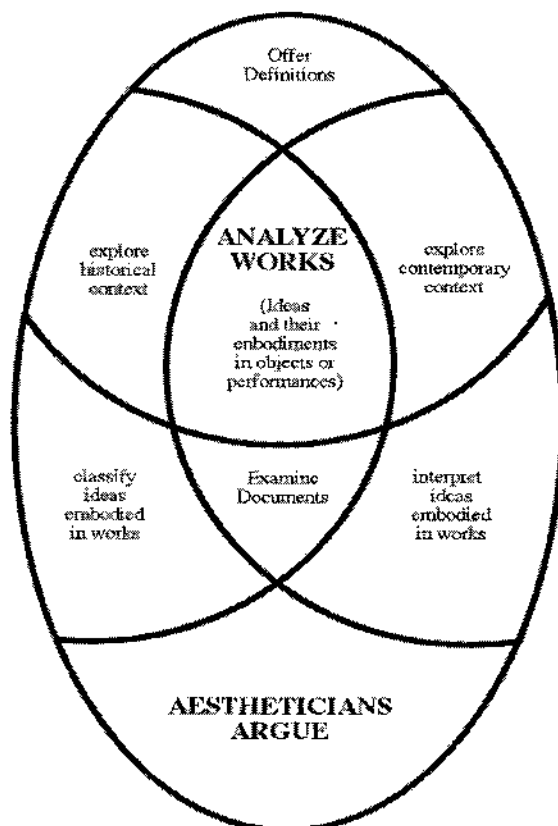 Offer
Definitions
explore
historical
context
ANALYZE
WORKS
(Ideas
and their
enbodiments
in objects or
performances)
explore
contemporary
context
classify
ideas
embodied
in works
Examine
Documents
interpret
ideas
embodied
in works
AESTHETICIANS
ARGUE